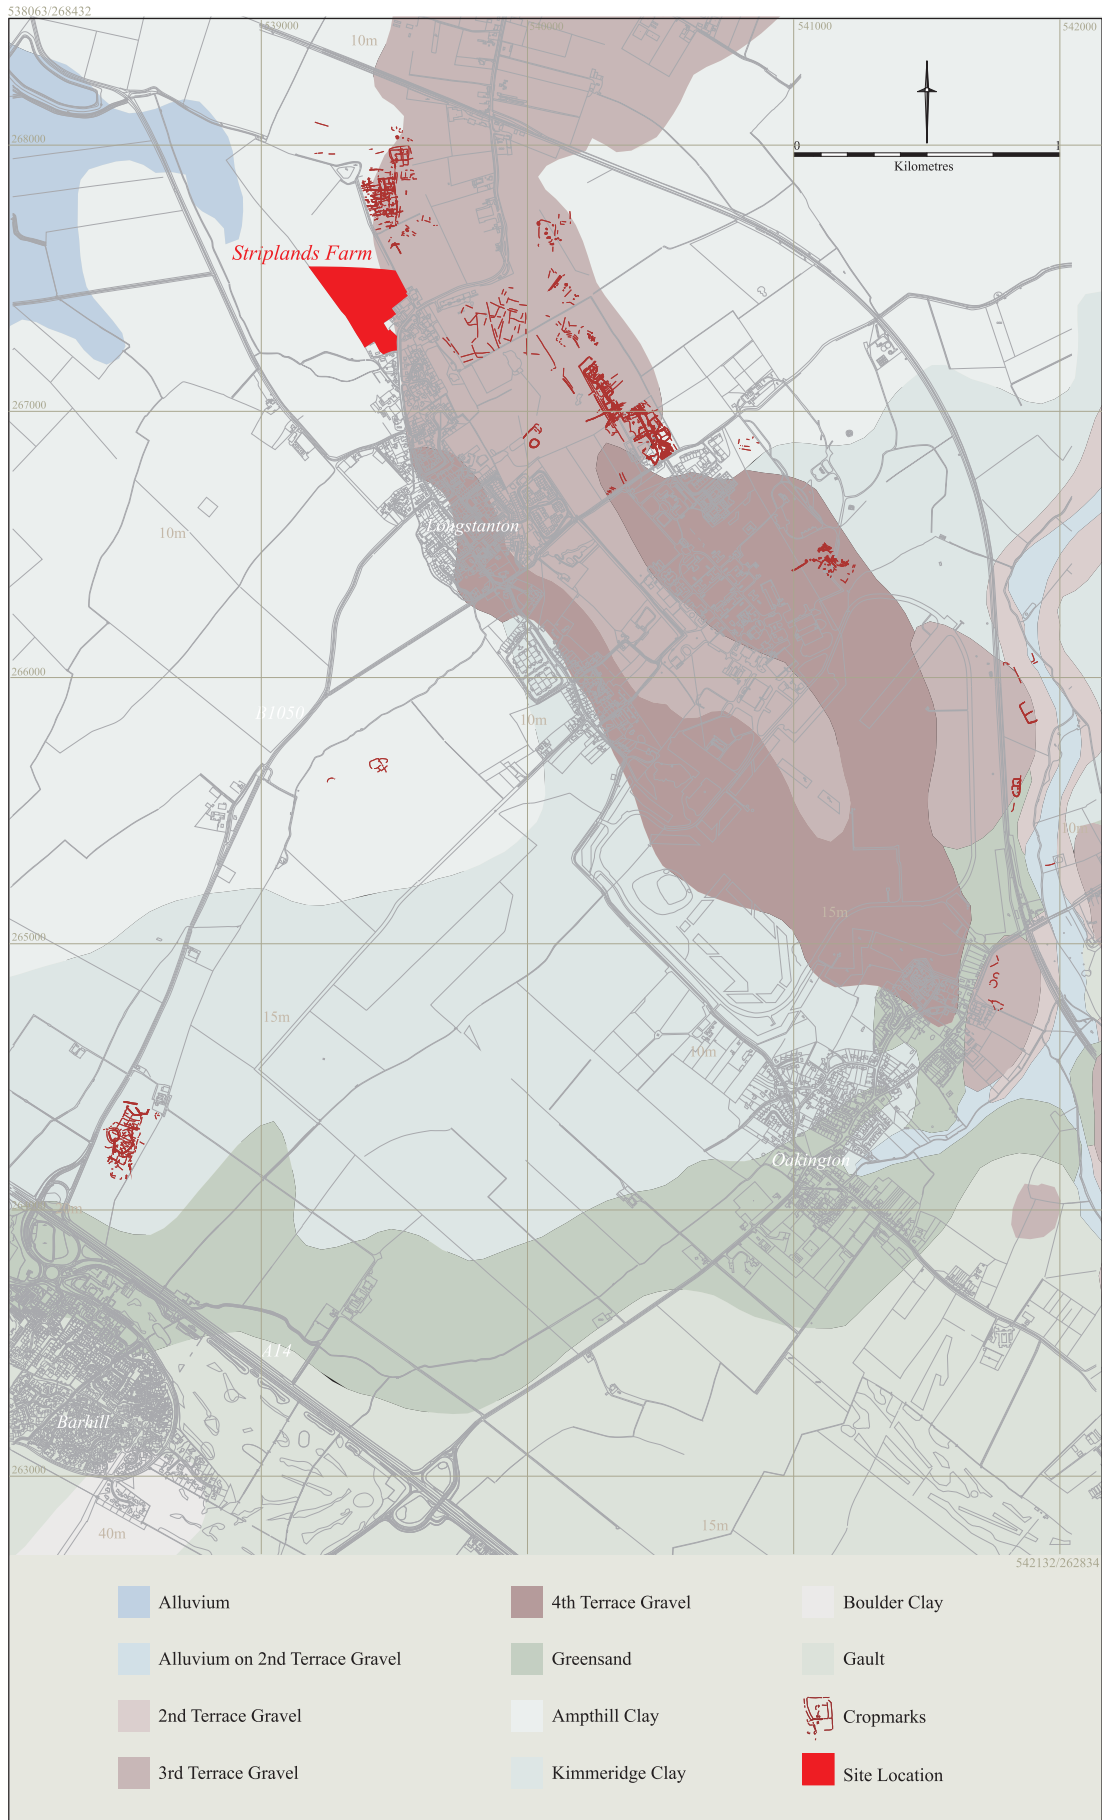 538063/268432
539000
540000
541000
542000
10m
268000
0
1
Kilometres
Striplands Farm
267000
10m
Longstanton
266000
B1050
10m
10m
15m
265000
15m
10m
Oakington
A14
Barhill
263000
40m
15m
542132/262834
Alluvium
Alluvium on 2nd Terrace Gravel
2nd Terrace Gravel
3rd Terrace Gravel
4th Terrace Gravel
Greensand
Ampthill Clay
Kimmeridge Clay
Boulder Clay
Gault
Cropmarks
Site Location